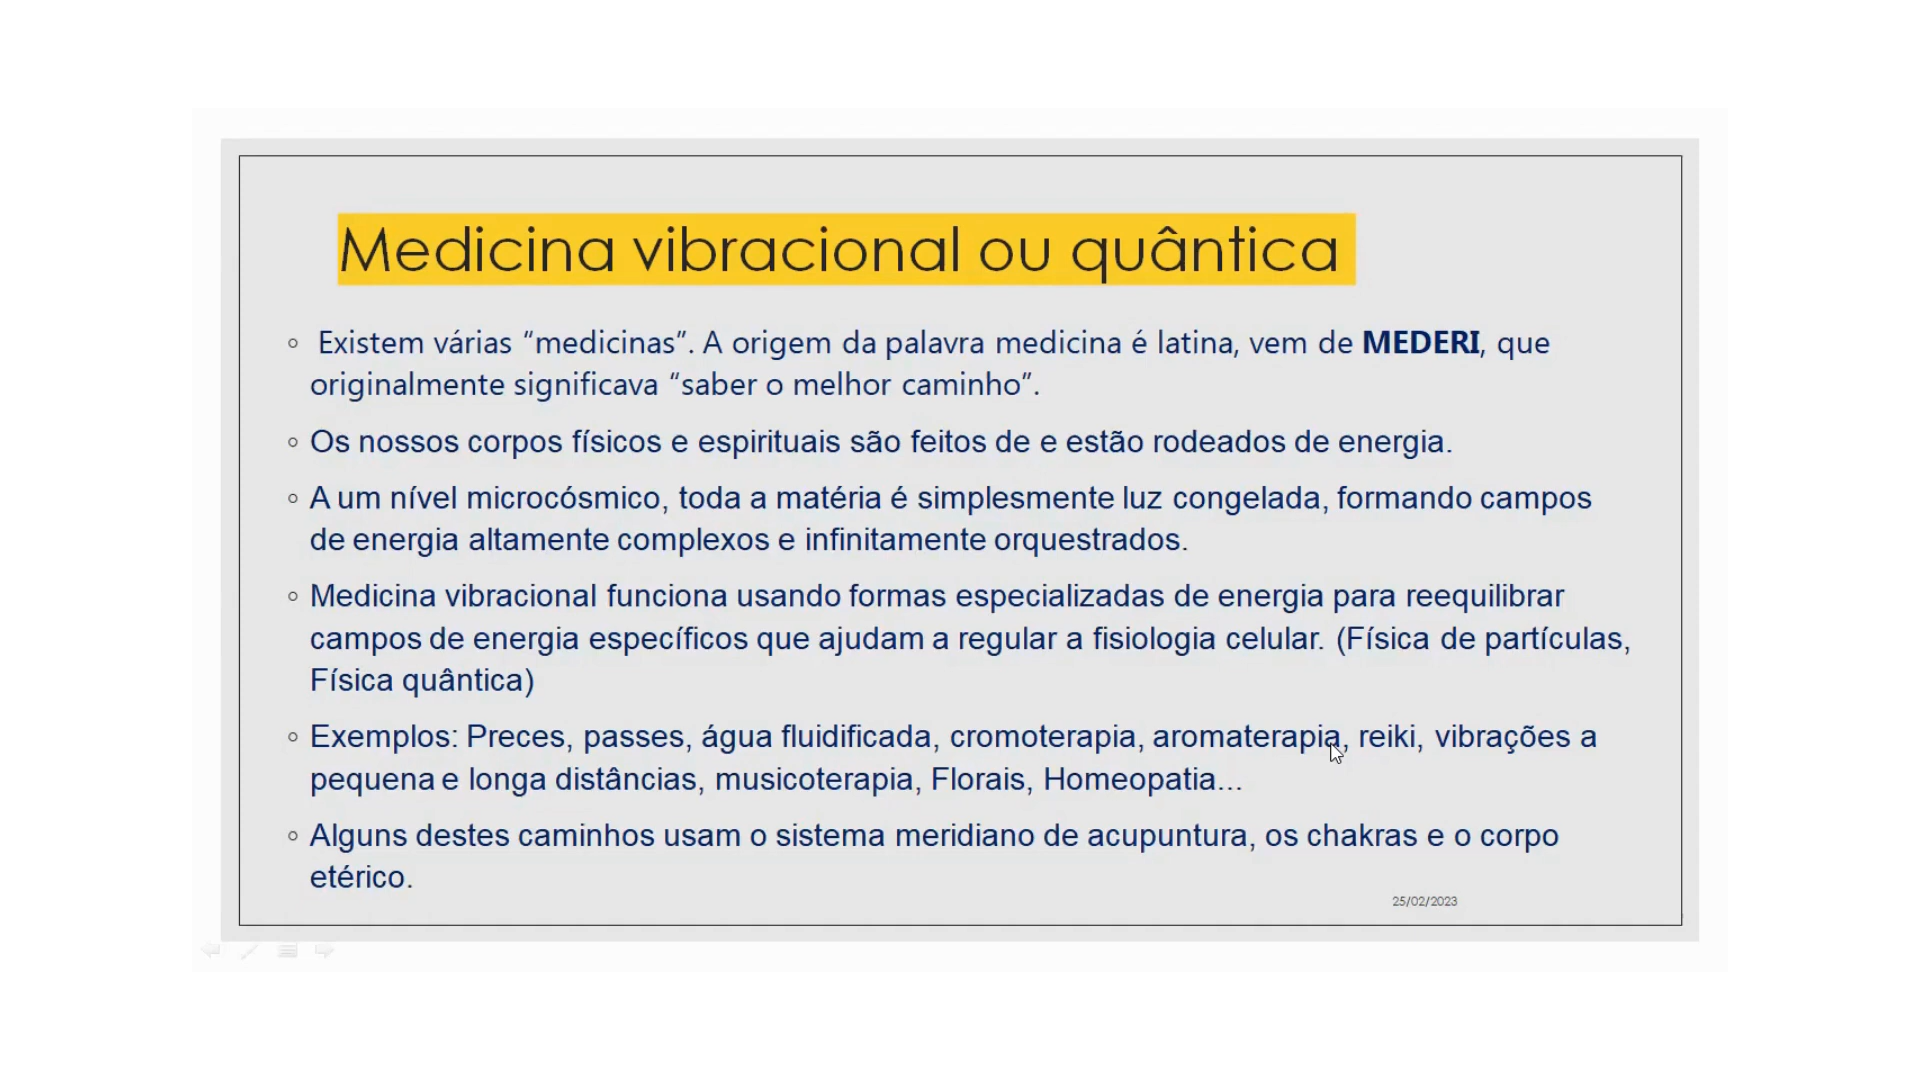 Medicina vibracional ou quântica
◦ Existem várias “medicinas”. A origem da palavra medicina é latina, vem de MEDERI, que
originalmente significava “saber o melhor caminho”.
◦ Os nossos corpos físicos e espirituais são feitos de e estão rodeados de energia.
◦ A um nível microcósmico, toda a matéria é simplesmente luz congelada, formando campos
de energia altamente complexos e infinitamente orquestrados.
◦ Medicina vibracional funciona usando formas especializadas de energia para reequilibrar
campos de energia específicos que ajudam a regular a fisiologia celular. (Física de partículas,
Física quântica)
◦ Exemplos: Preces, passes, água fluidificada, cromoterapia, aromaterapia, reiki, vibrações a
pequena e longa distâncias, musicoterapia, Florais, Homeopatia...
◦ Alguns destes caminhos usam o sistema meridiano de acupuntura, os chakras e o corpo
etérico.
25/02/2023